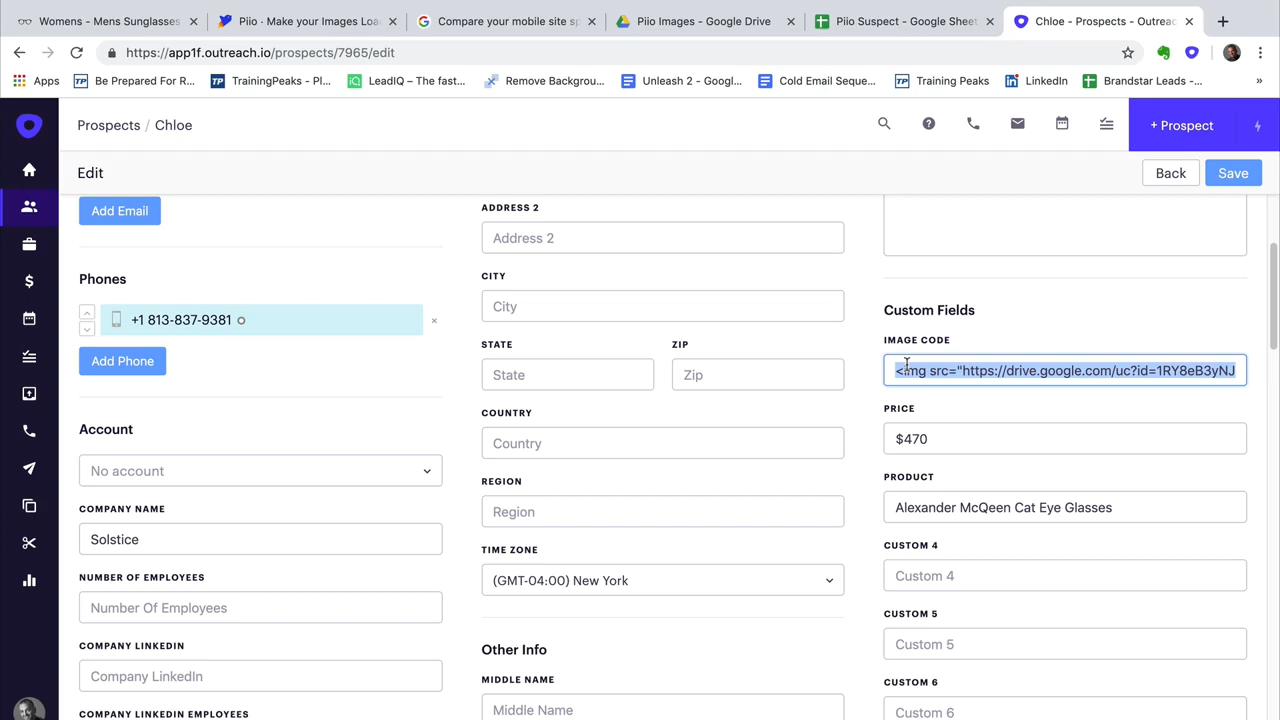 Womens - Mens Sunglasses
Piio · Make your Images Loa
Compare your mobile site sp
Piio Images - Google Drive
Piio Suspect - Google Sheet
Chloe - Prospects - Outreac
https://app1f.outreach.io/prospects/7965/edit
Apps
Be Prepared For R...
TrainingPeaks - Pl...
LeadIQ – The fast...
Remove Backgrou...
Unleash 2 - Googl...
Cold Email Seque...
Training Peaks
LinkedIn
Brandstar Leads -...
»
Prospects / Chloe
+ Prospect
Edit
Back
Save
Add Email
Phones
+1 813-837-9381
Add Phone
Account
No account
COMPANY NAME
Solstice
NUMBER OF EMPLOYEES
Number Of Employees
COMPANY LINKEDIN
Company LinkedIn
COMPANY LINKEDIN EMPLOYEES
ADDRESS 2
Address 2
CITY
City
STATE
ZIP
State
Zip
COUNTRY
Country
REGION
Region
TIME ZONE
(GMT-04:00) New York
Other Info
MIDDLE NAME
Middle Name
Custom Fields
IMAGE CODE
<img src="https://drive.google.com/uc?id=1RY8eB3yNJ
PRICE
$470
PRODUCT
Alexander McQeen Cat Eye Glasses
CUSTOM 4
Custom 4
CUSTOM 5
Custom 5
CUSTOM 6
Custom 6